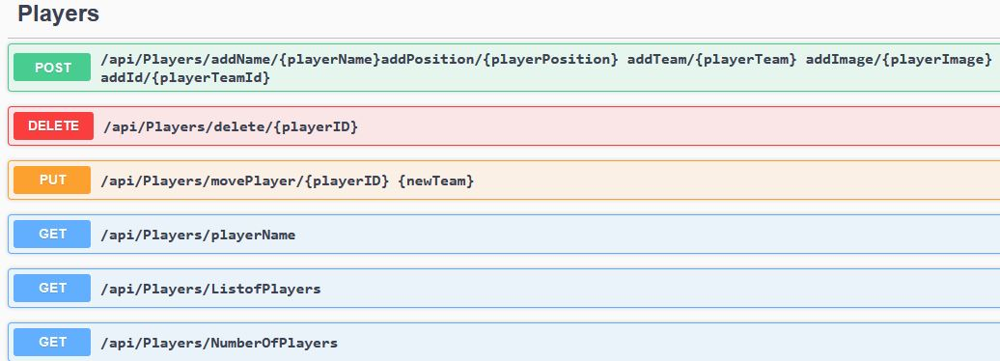 Players
POST /api/Players/addName/{playerName}addPosition/{playerPosition} addTeam/{playerTeam} addImage/{playerImage}
addId/{playerTeamId}
DELETE /api/Players/delete/{playerID}
PUT /api/Players/movePlayer/{playerID} {newTeam}
GET /api/Players/playerName
GET /api/Players/ListofPlayers
GET /api/Players/NumberOfPlayers